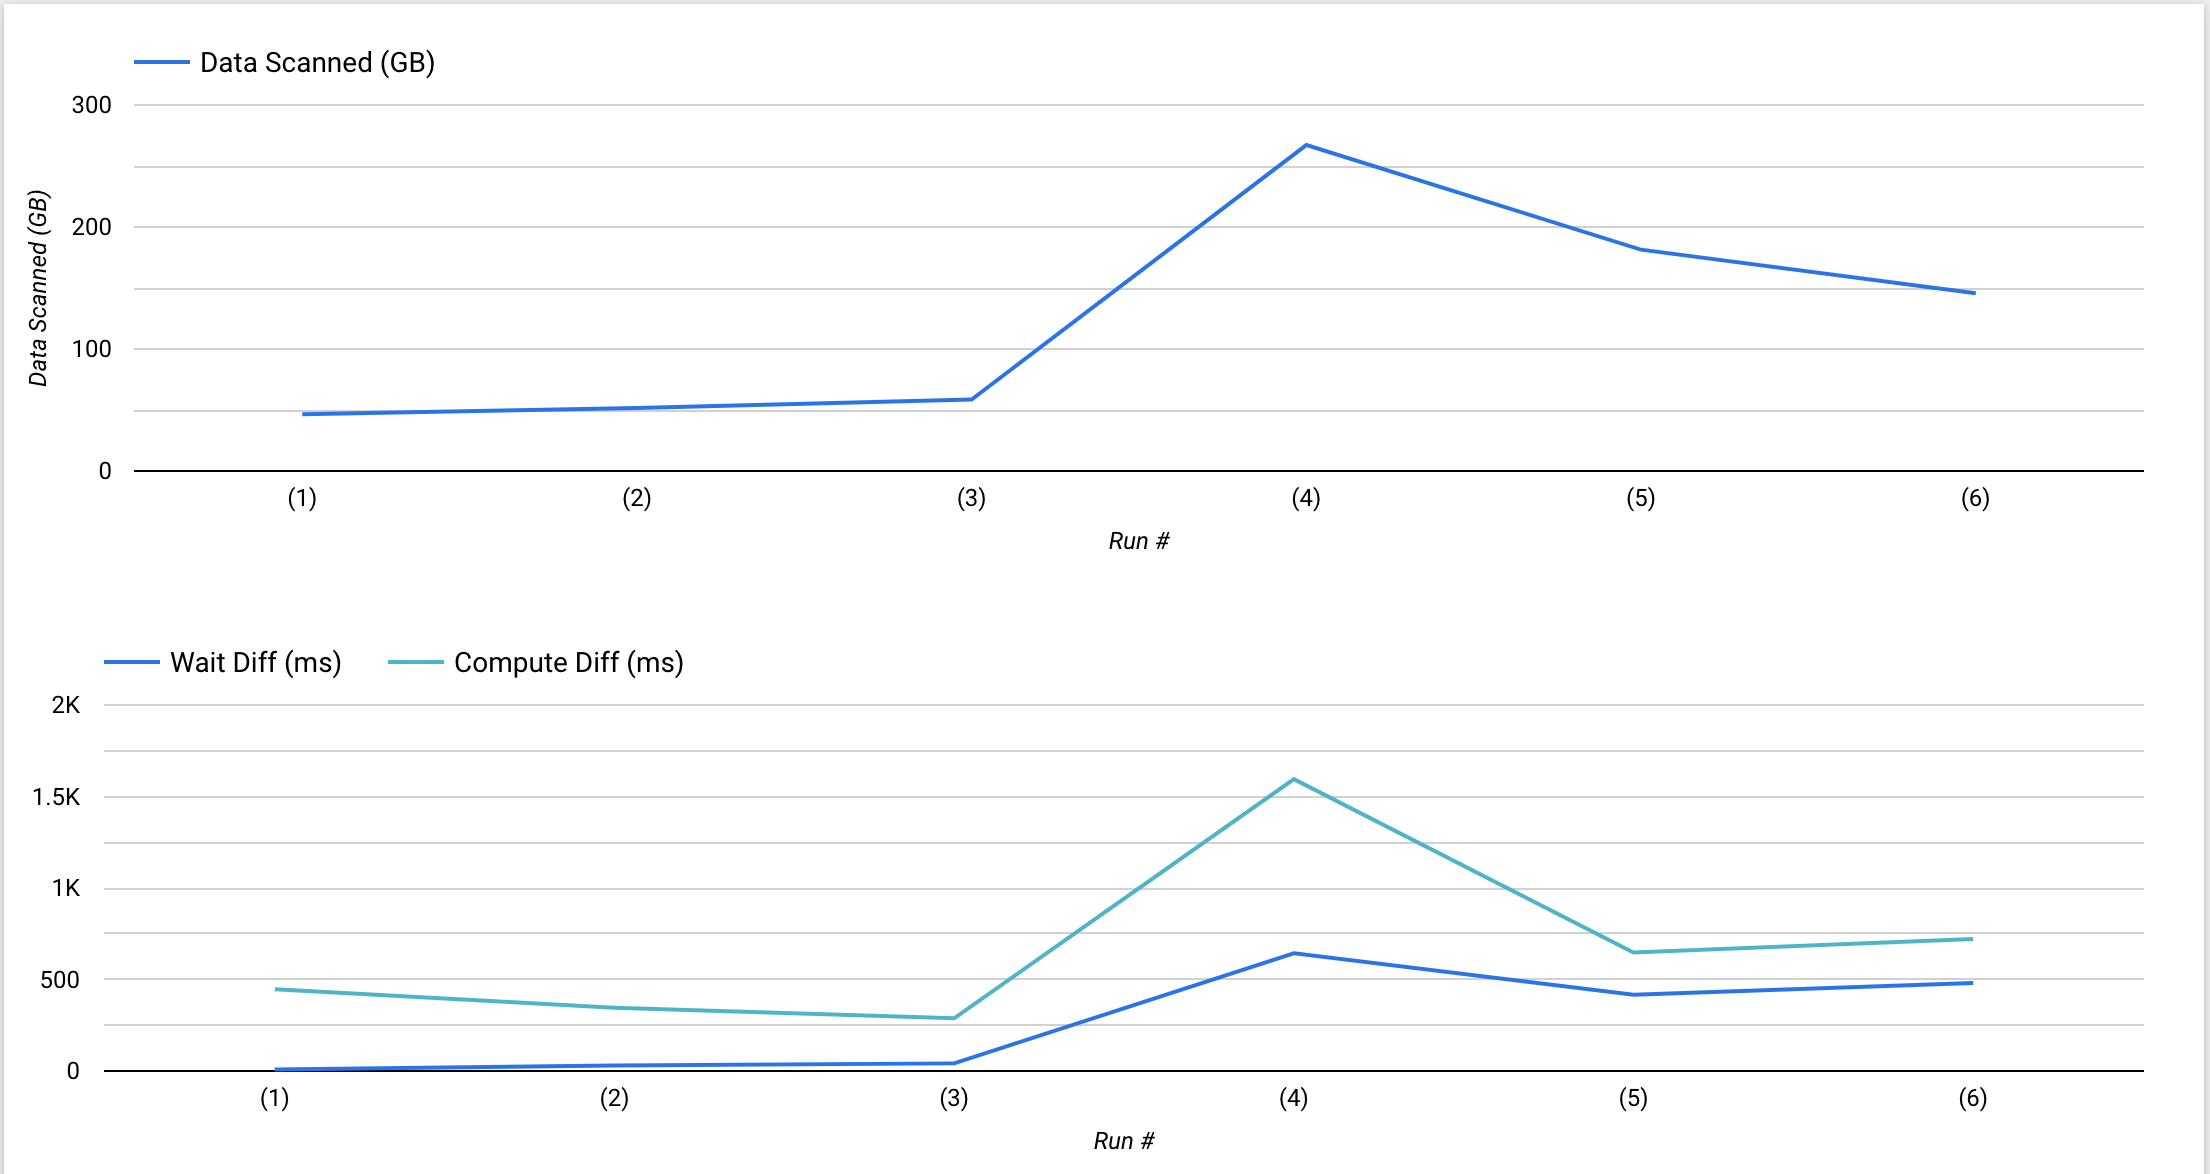 Data Scanned (GB)
300
200
100
0
Data Scanned (GB)
(1) (2) (3) (4) (5) (6)
Run #
Wait Diff (ms) Compute Diff (ms)
2K
1.5K
1K
500
0
(1) (2) (3) (4) (5) (6)
Run #